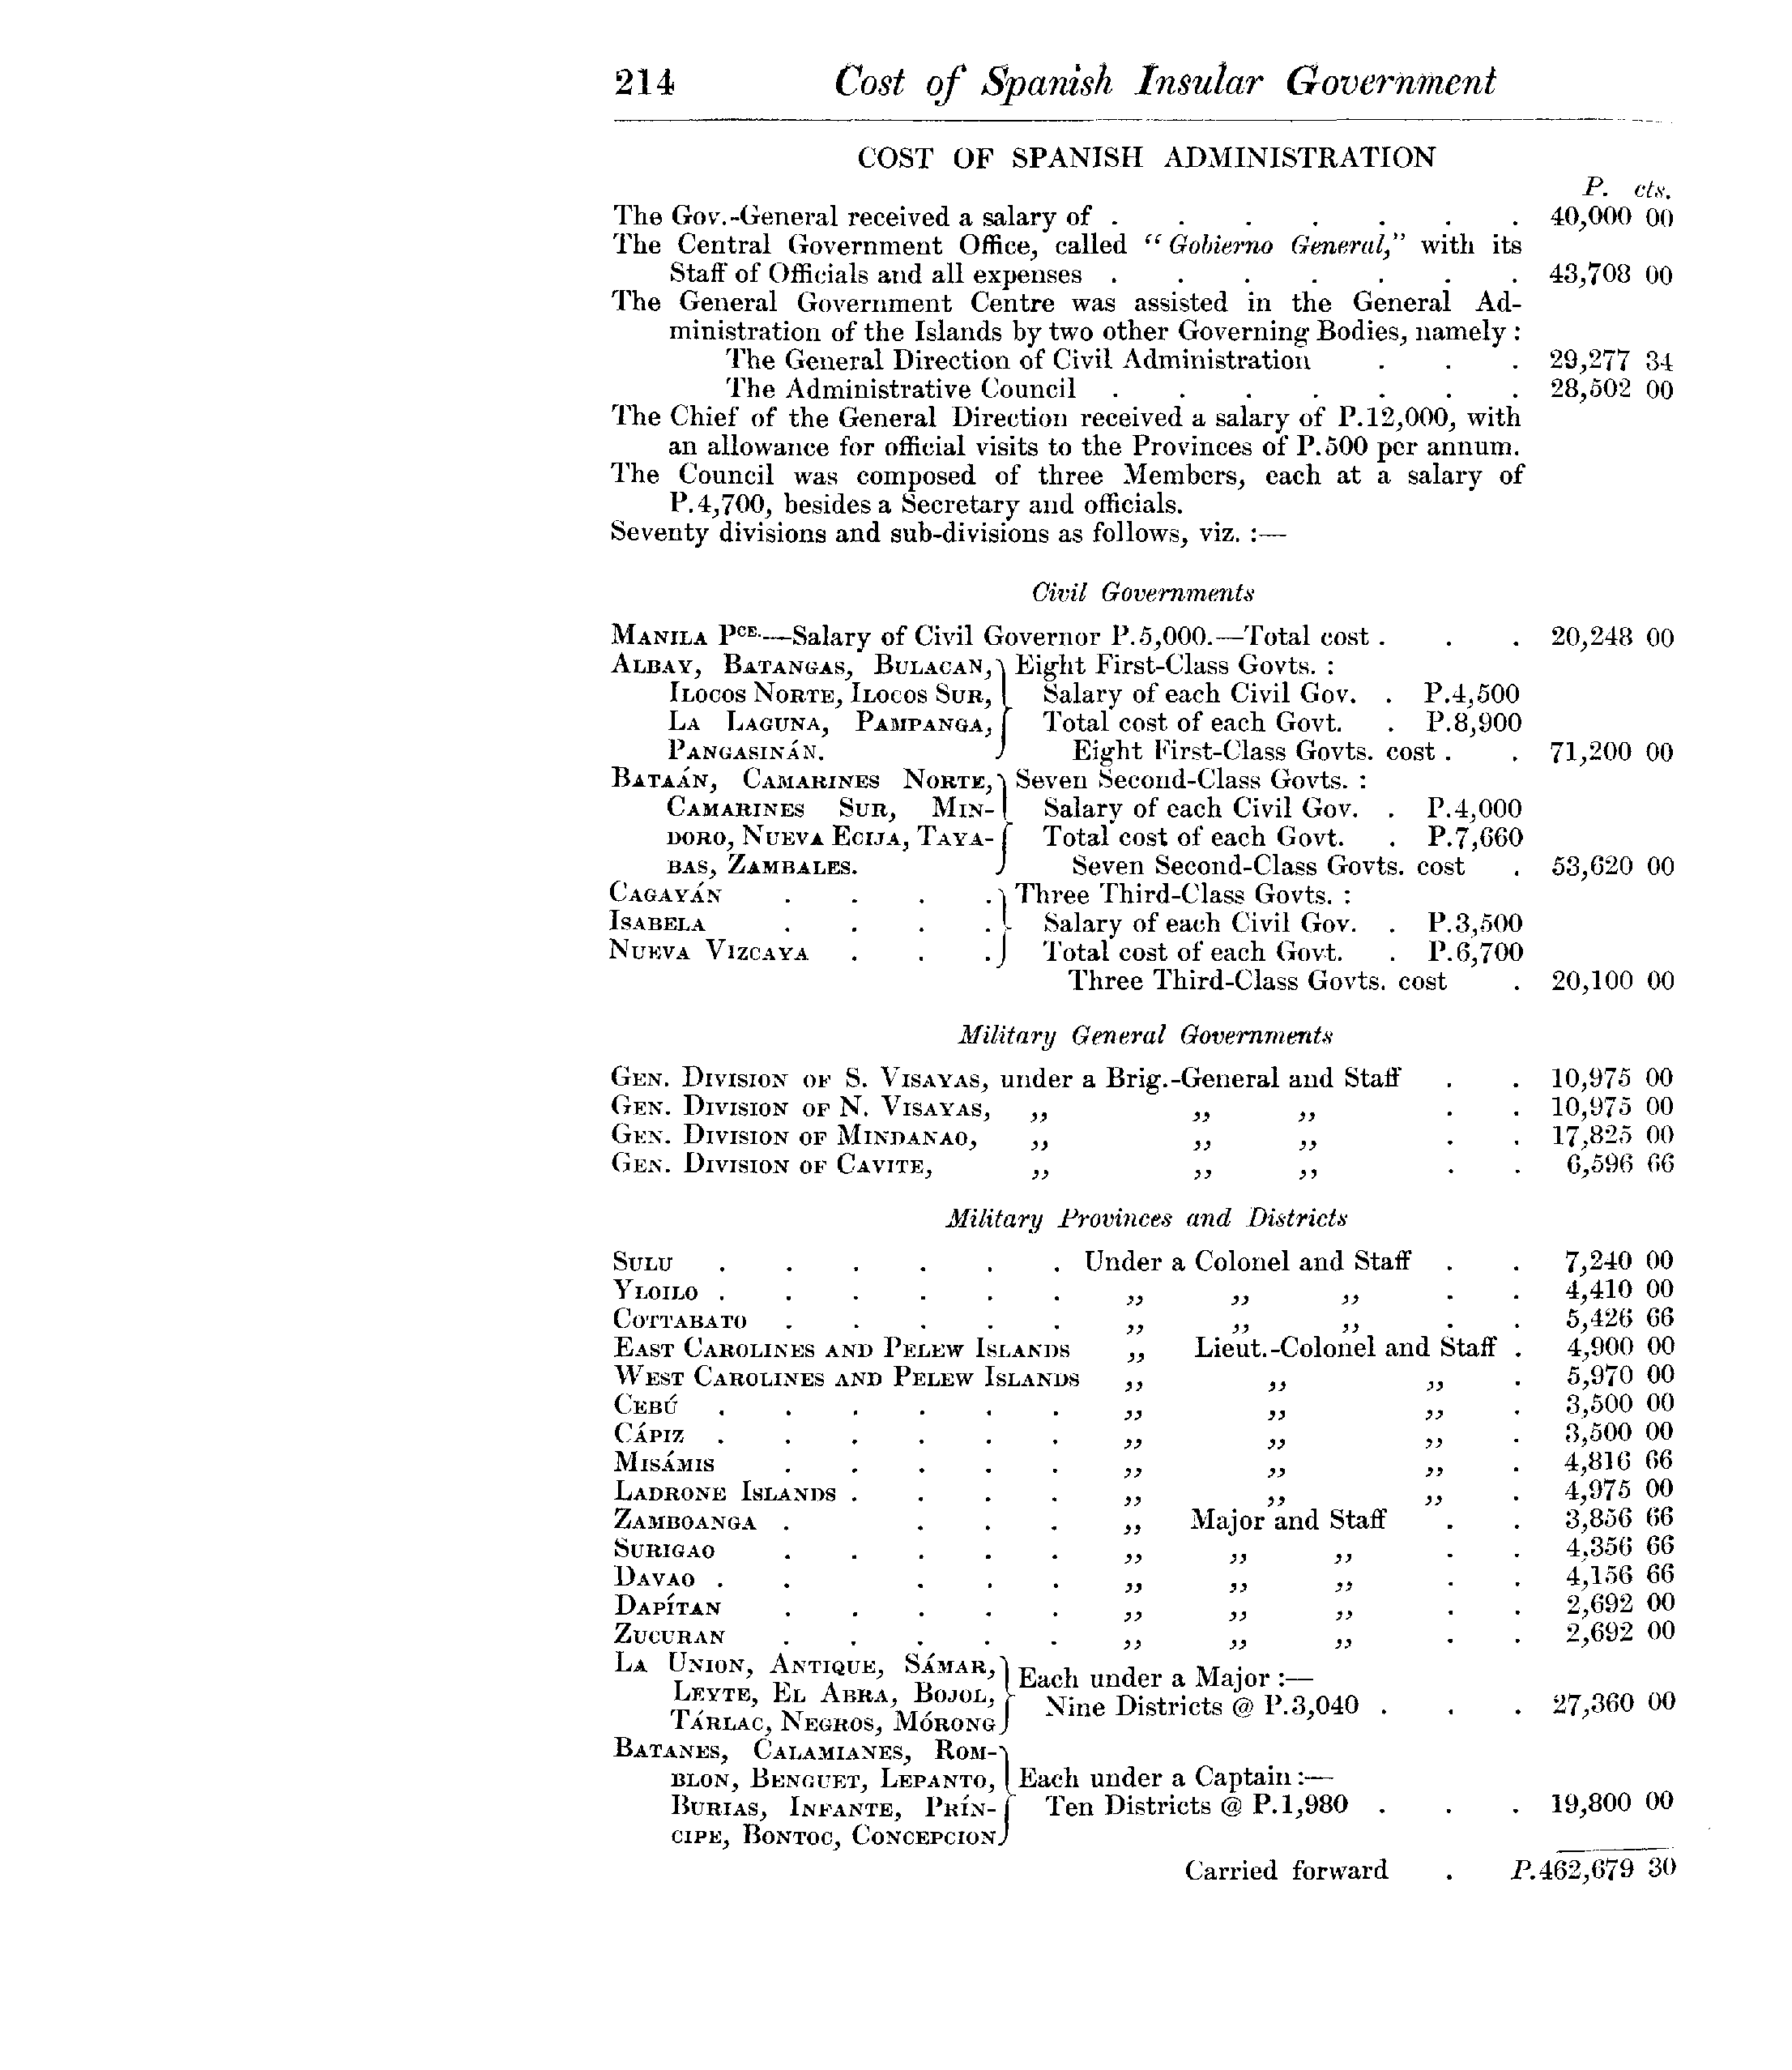 214 Cost of Spanish Insular Government
COST OF SPANISH ADMINISTRATION
P. cts.
The Gov.-General received a salary of . . . . . . . 40,000 00
The Central Government Office, called “Gobierno General,” with its
Staff of Officials and all expenses . . . . . . . 43,708 00
The General Government Centre was assisted in the General Ad-
ministration of the Islands by two other Governing Bodies, namely :
The General Direction of Civil Administration . . . 29,277 34
The Administrative Council . . . . . . . 28,502 00
The Chief of the General Direction received a salary of P.12,000, with
an allowance for official visits to the Provinces of P.500 per annum.
The Council was composed of three Members, each at a salary of
P.4,700, besides a Secretary and officials.
Seventy divisions and sub-divisions as follows, viz. :—
Civil Governments
MANILA PCE.—Salary of Civil Governor P.5,000.—Total cost . . . 20,248 00
ALBAY, BATANGAS, BULACAN, } Eight First-Class Govts. :
ILOCOS NORTE, ILOCOS SUR, Salary of each Civil Gov. . P.4,500
LA LAGUNA, PAMPANGA, Total cost of each Govt. . P.8,900
PANGASINÁN. Eight First-Class Govts. cost . . 71,200 00
BATAÁN, CAMARINES NORTE, } Seven Second-Class Govts. :
CAMARINES SUR, MIN- Salary of each Civil Gov. . P.4,000
DORO, NUEVA ECIJA, TAYA- Total cost of each Govt. . P.7,660
BAS, ZAMBALES. Seven Second-Class Govts. cost . 53,620 00
CAGAYÁN . . . . } Three Third-Class Govts. :
ISABELA . . . . Salary of each Civil Gov. . P.3,500
NUEVA VIZCAYA . . . Total cost of each Govt. . P.6,700
Three Third-Class Govts. cost . 20,100 00
Military General Governments
GEN. DIVISION OF S. VISAYAS, under a Brig.-General and Staff . . 10,975 00
GEN. DIVISION OF N. VISAYAS, ,, ,, ,, . . 10,975 00
GEN. DIVISION OF MINDANAO, ,, ,, ,, . . 17,825 00
GEN. DIVISION OF CAVITE, ,, ,, ,, . . 6,596 66
Military Provinces and Districts
SULU . . . . . . Under a Colonel and Staff . . 7,240 00
YLOILO . . . . . . ,, ,, ,, . . 4,410 00
COTTABATO . . . . . ,, ,, ,, . . 5,426 66
EAST CAROLINES AND PELEW ISLANDS ,, Lieut.-Colonel and Staff . 4,900 00
WEST CAROLINES AND PELEW ISLANDS ,, ,, ,, . 5,970 00
CEBÚ . . . . . . ,, ,, ,, . 3,500 00
CÁPIZ . . . . . . ,, ,, ,, . 3,500 00
MISÁMIS . . . . . ,, ,, ,, . 4,816 66
LADRONE ISLANDS . . . . ,, ,, ,, . 4,975 00
ZAMBOANGA . . . . ,, Major and Staff . . 3,856 66
SURIGAO . . . . . ,, ,, ,, . . 4,356 66
DAVAO . . . . . ,, ,, ,, . . 4,156 66
DAPÍTAN . . . . . ,, ,, ,, . . 2,692 00
ZUCURAN . . . . . ,, ,, ,, . . 2,692 00
LA UNION, ANTIQUE, SÁMAR, } Each under a Major :—
LEYTE, EL ABRA, BOJOL, Nine Districts @ P.3,040 . . . 27,360 00
TÁRLAC, NEGROS, MÓRONG
BATANES, CALAMIANES, ROM-
BLON, BENGUET, LEPANTO, } Each under a Captain :—
BURIAS, INFANTE, PRÍN- Ten Districts @ P.1,980 . . . 19,800 00
CIPE, BONTOC, CONCEPCION
Carried forward . P.462,679 30